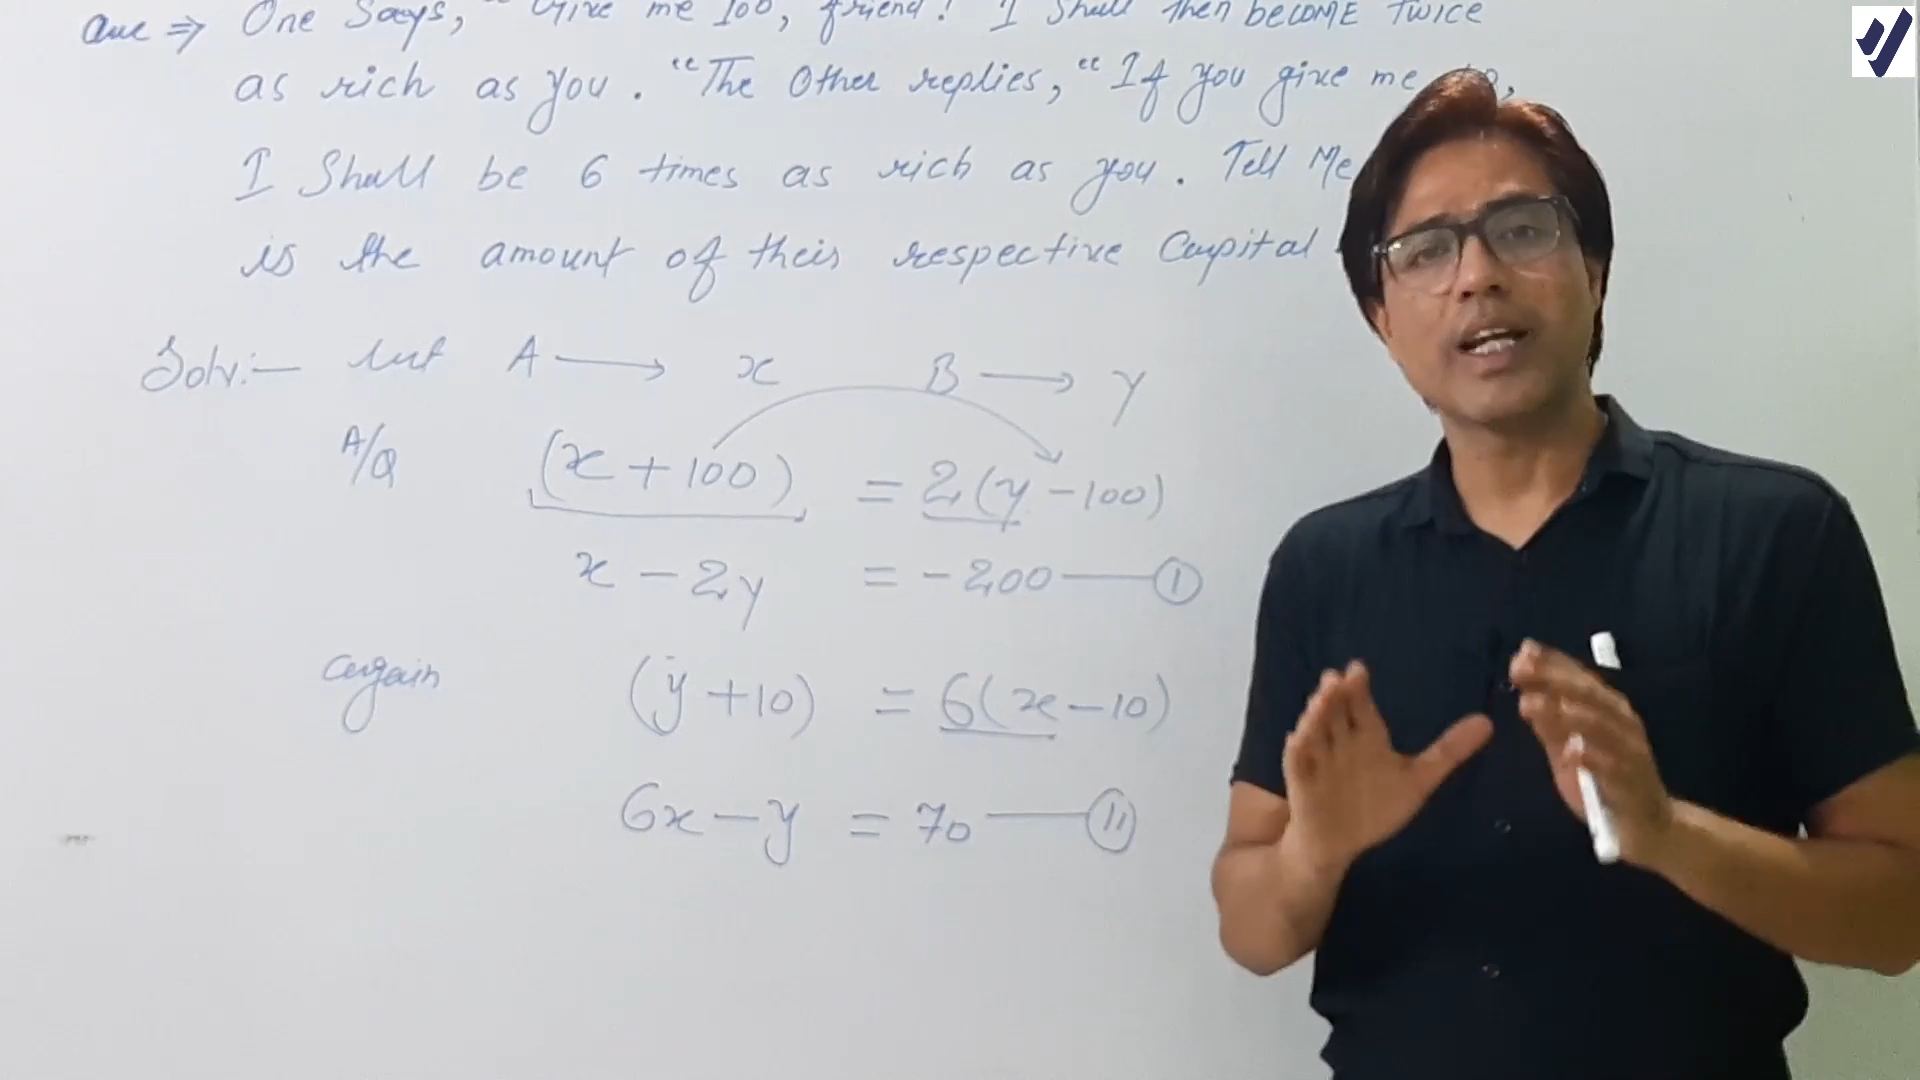 Que ⇒ One Says, " Give me 100, friend! I Shall then become twice
as rich as you. "The Other replies, "If you give me
I Shall be 6 times as rich as you. Tell Me
is the amount of their respective Capital
Solv:— let A ⟶ x B ⟶ y
A/Q (x + 100) = 2(y - 100)
x - 2y = - 200 — I
again (y + 10) = 6(x - 10)
6x - y = 70 — II